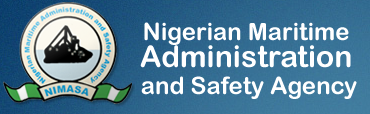 Nigerian Maritime Administration and Safety Agency
NIMASA
Nigerian Maritime
Administration
and Safety Agency